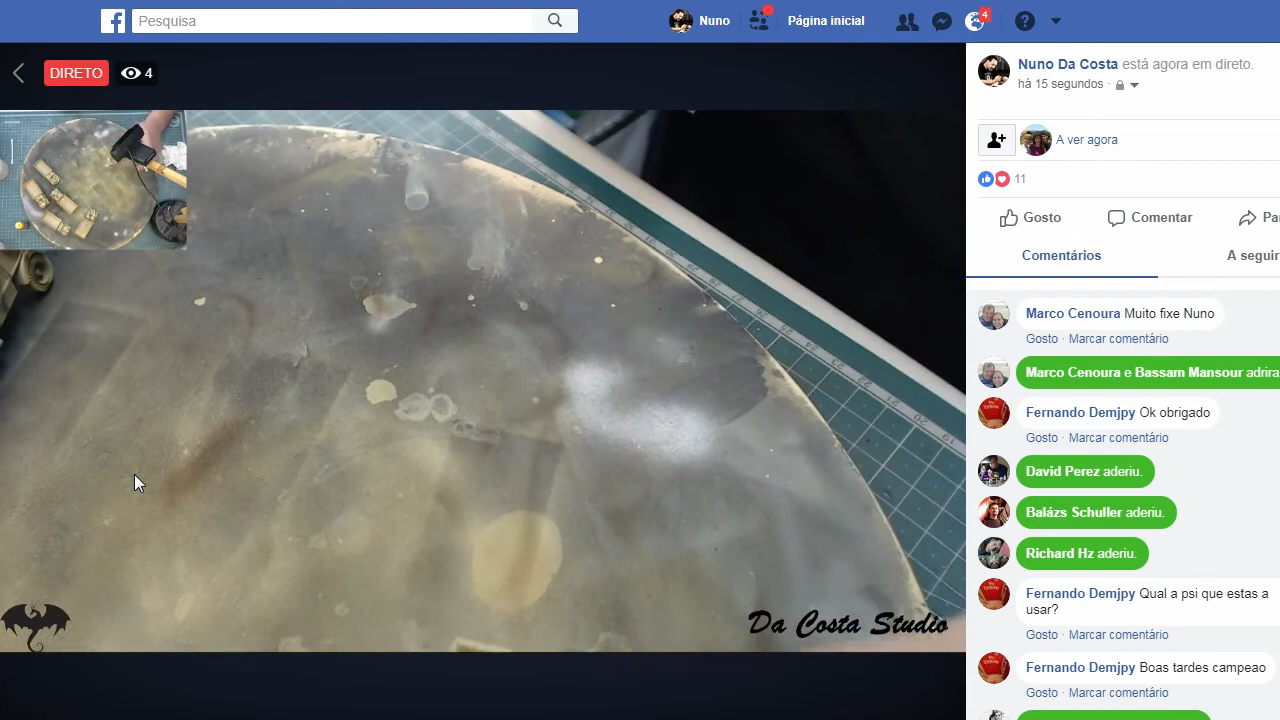 Pesquisa
Nuno
Página inicial
4
DIRETO
4
Nuno Da Costa está agora em direto.
há 15 segundos ·
A ver agora
11
Gosto
Comentar
Comentários
A seguir
Marco Cenoura Muito fixe Nuno
Gosto · Marcar comentário
Marco Cenoura e Bassam Mansour adrira
Fernando Demjpy Ok obrigado
Gosto · Marcar comentário
David Perez aderiu.
Balázs Schuller aderiu.
Richard Hz aderiu.
Fernando Demjpy Qual a psi que estas a
usar?
Gosto · Marcar comentário
Fernando Demjpy Boas tardes campeao
Gosto · Marcar comentário
Da Costa Studio